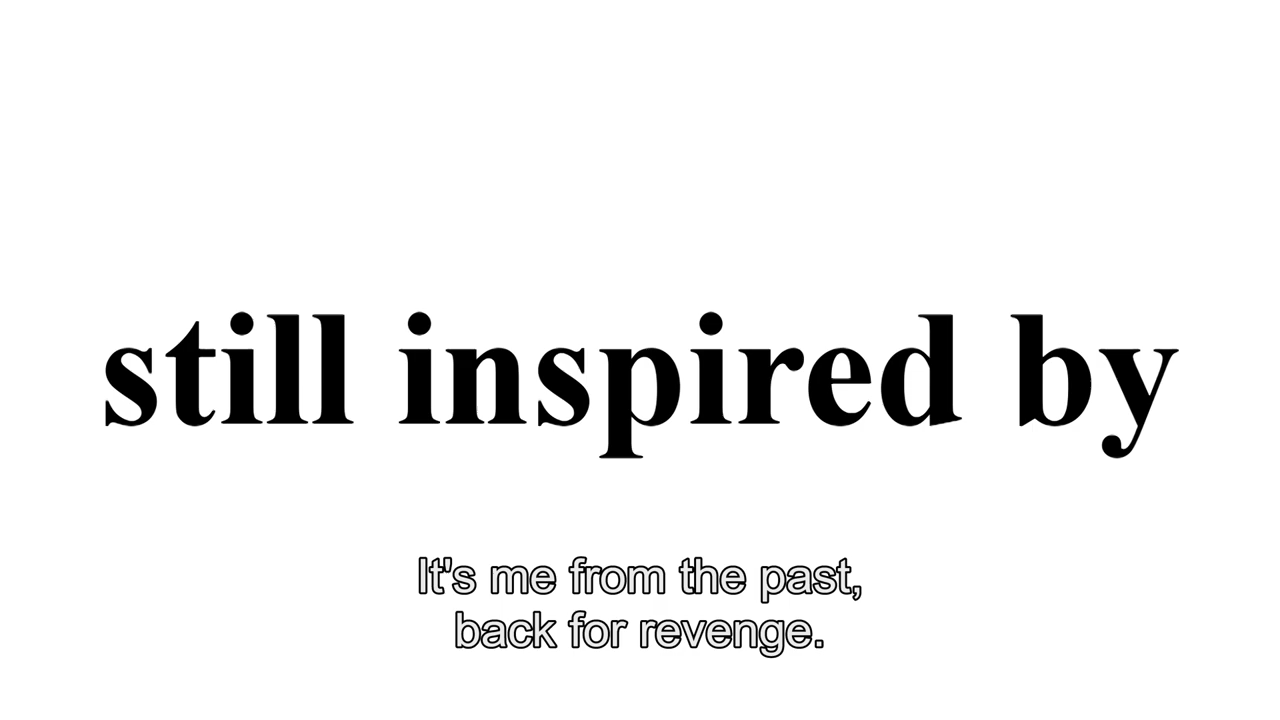 still inspired by
It's me from the past,
back for revenge.